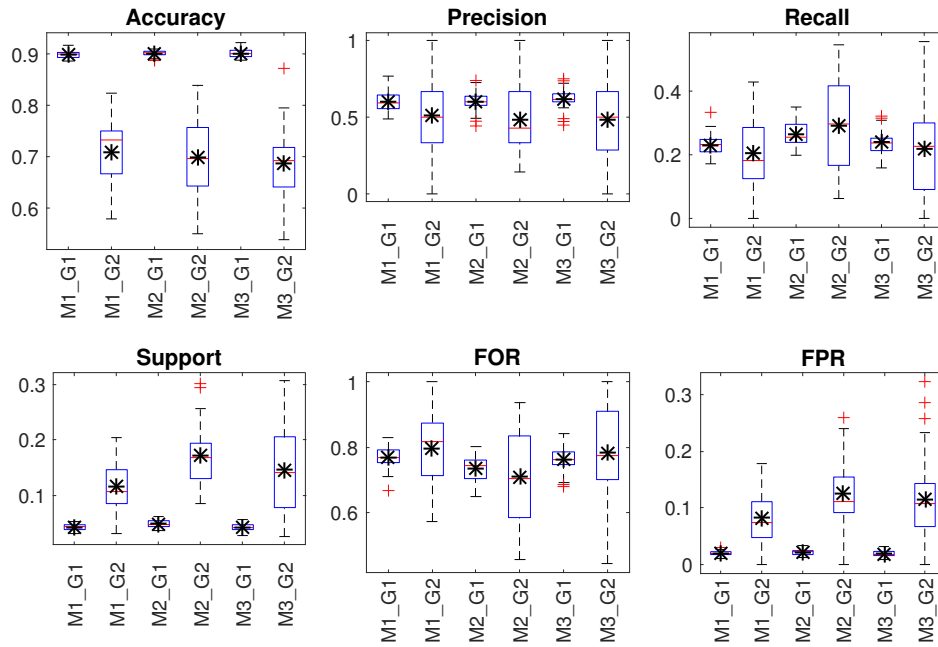 Accuracy
0.9
0.8
0.7
0.6
M1_G1
M1_G2
M2_G1
M2_G2
M3_G1
M3_G2
Precision
1
0.5
0
M1_G1
M1_G2
M2_G1
M2_G2
M3_G1
M3_G2
Recall
0.4
0.2
0
M1_G1
M1_G2
M2_G1
M2_G2
M3_G1
M3_G2
Support
0.3
0.2
0.1
M1_G1
M1_G2
M2_G1
M2_G2
M3_G1
M3_G2
FOR
1
0.8
0.6
M1_G1
M1_G2
M2_G1
M2_G2
M3_G1
M3_G2
FPR
0.3
0.2
0.1
0
M1_G1
M1_G2
M2_G1
M2_G2
M3_G1
M3_G2